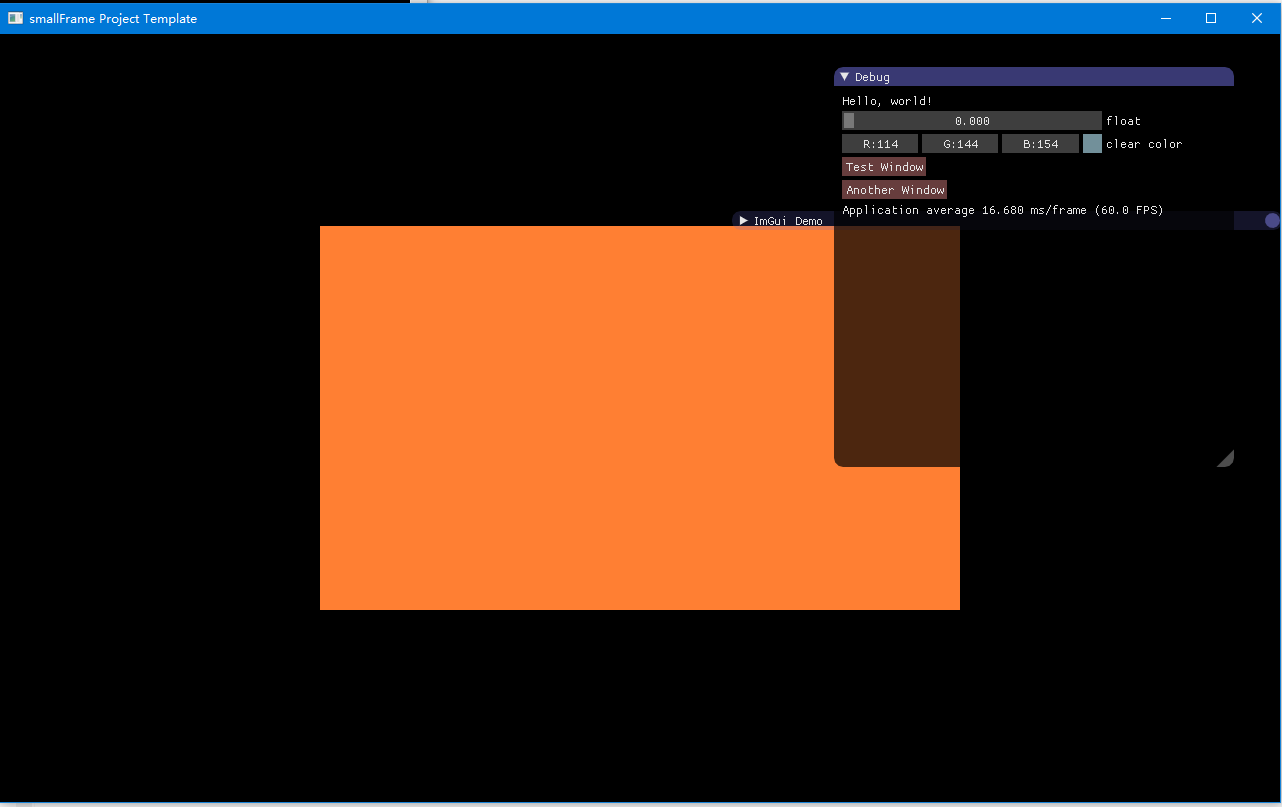 smallFrame Project Template
Debug
Hello, world!
0.000 float
R:114 G:144 B:154 clear color
Test Window
Another Window
Application average 16.680 ms/frame (60.0 FPS)
ImGui Demo